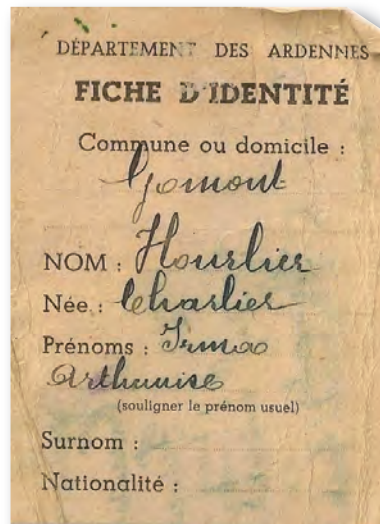 DÉPARTEMENT DES ARDENNES
FICHE D'IDENTITÉ
Commune ou domicile :
Gomont
NOM : Hourlier
Née : Charlier
Prénoms : Irma
Arthurise
(souligner le prénom usuel)
Surnom :
Nationalité :